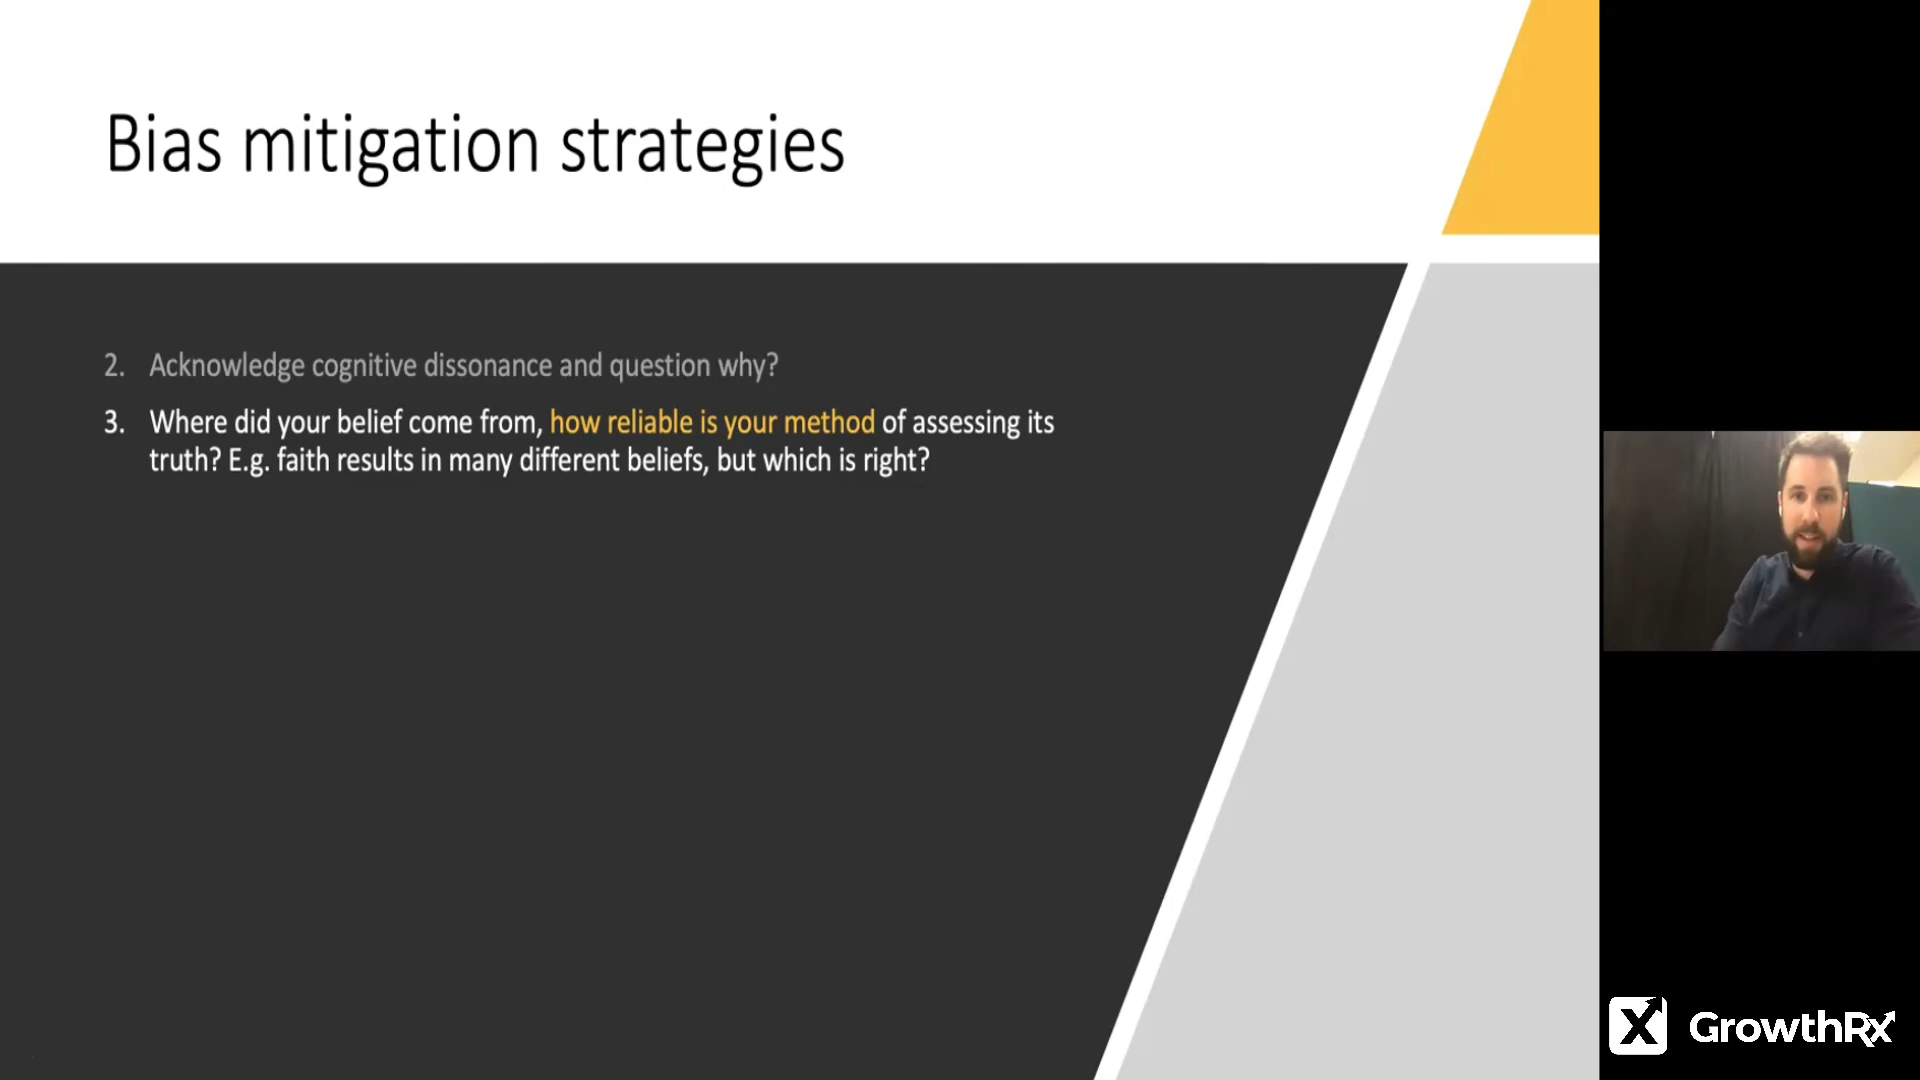 Bias mitigation strategies
2. Acknowledge cognitive dissonance and question why?
3. Where did your belief come from, how reliable is your method of assessing its
truth? E.g. faith results in many different beliefs, but which is right?
X GrowthRx